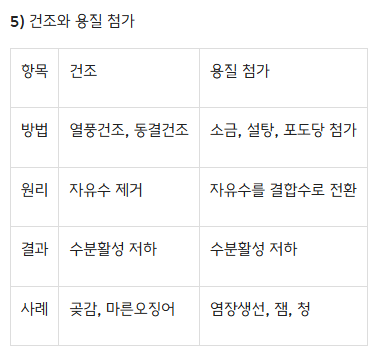 5) 건조와 용질 첨가
항목 건조 용질 첨가
방법 열풍건조, 동결건조 소금, 설탕, 포도당 첨가
원리 자유수 제거 자유수를 결합수로 전환
결과 수분활성 저하 수분활성 저하
사례 곶감, 마른오징어 염장생선, 잼, 청